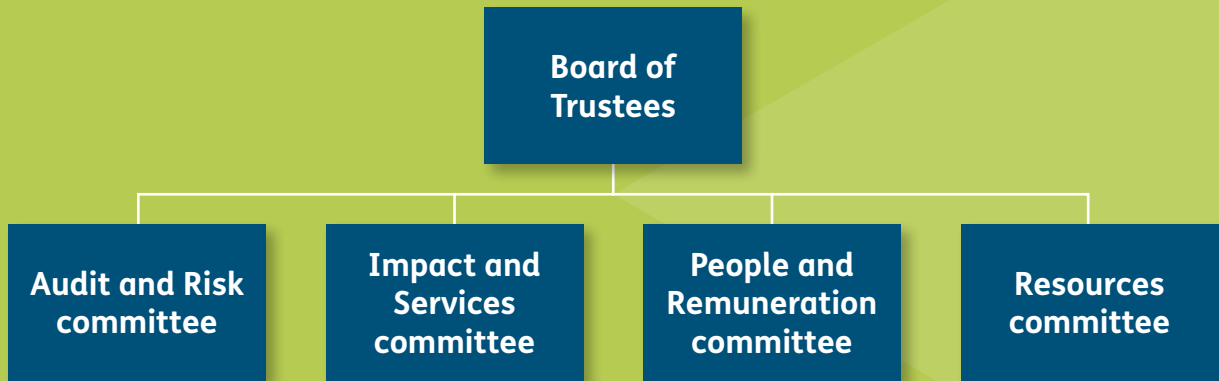 Board of
Trustees
Audit and Risk
committee
Impact and
Services
committee
People and
Remuneration
committee
Resources
committee